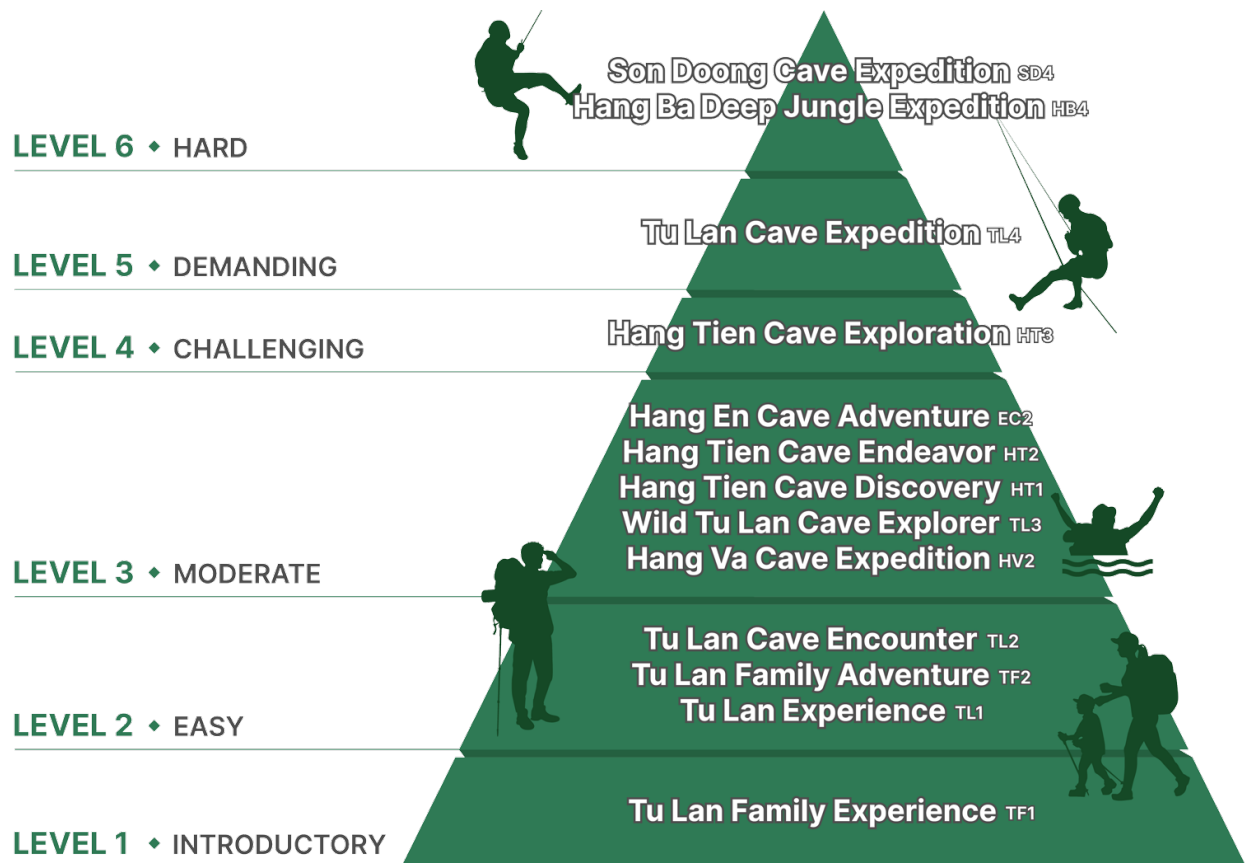 Son Doong Cave Expedition SD4
Hang Ba Deep Jungle Expedition HB4
LEVEL 6 ◆ HARD
Tu Lan Cave Expedition TL4
LEVEL 5 ◆ DEMANDING
Hang Tien Cave Exploration HT3
LEVEL 4 ◆ CHALLENGING
Hang En Cave Adventure EC2
Hang Tien Cave Endeavor HT2
Hang Tien Cave Discovery HT1
Wild Tu Lan Cave Explorer TL3
Hang Va Cave Expedition HV2
LEVEL 3 ◆ MODERATE
Tu Lan Cave Encounter TL2
Tu Lan Family Adventure TF2
Tu Lan Experience TL1
LEVEL 2 ◆ EASY
Tu Lan Family Experience TF1
LEVEL 1 ◆ INTRODUCTORY